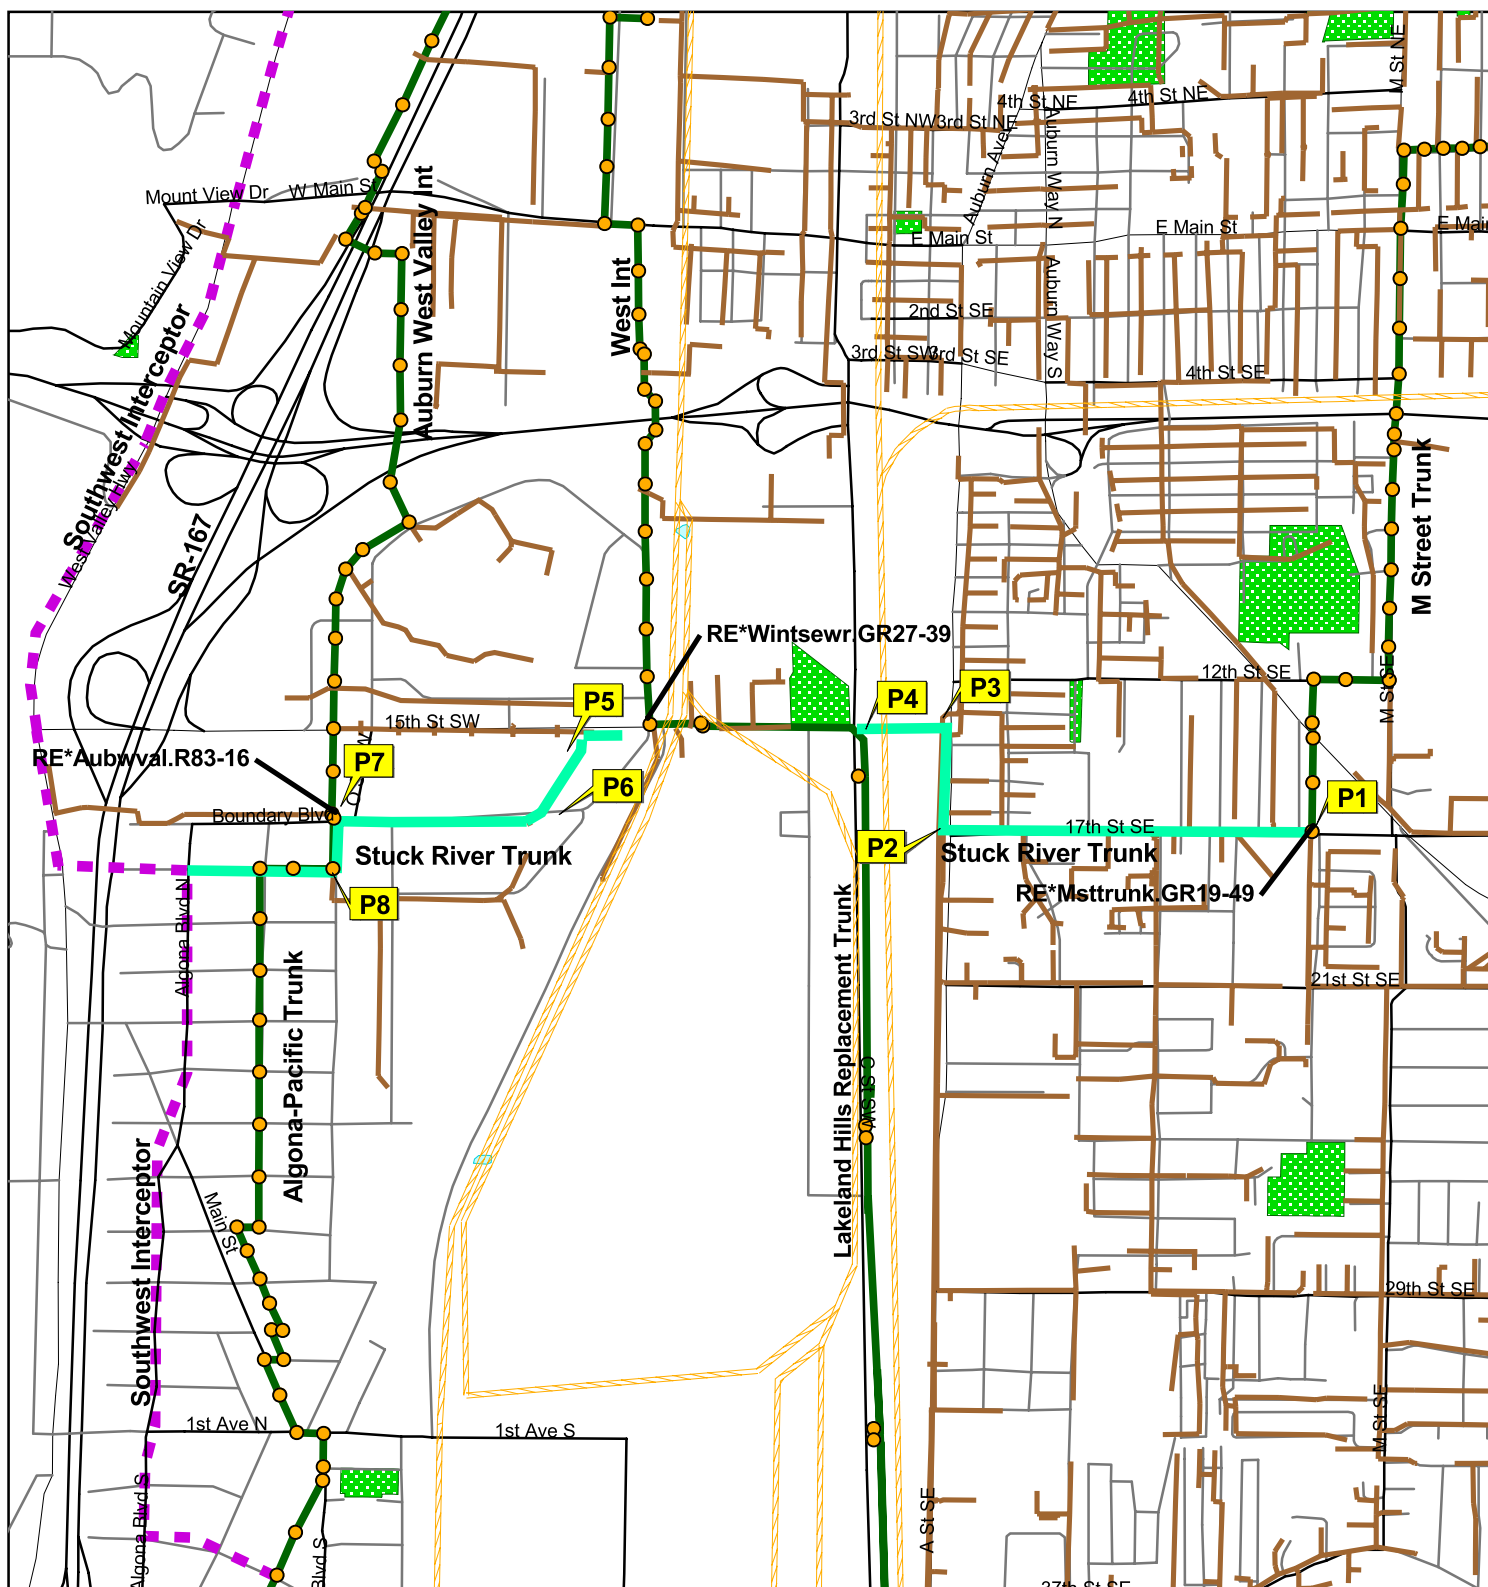 M St NE
4th St NE
4th St NE
3rd St NW
3rd St NE
Auburn Ave
Auburn Way N
Mount View Dr
W Main St
Auburn West Valley Int
E Main St
E Main St
E Main
Mountain View Dr
West Int
Auburn Way S
2nd St SE
3rd St SW
3rd St SE
4th St SE
Southwest Interceptor
West Valley Hwy
SR-167
M Street Trunk
RE*Wintsewr.GR27-39
12th St SE
M St SE
P5
P4
P3
15th St SW
RE*Aubwval.R83-16
P7
P6
P1
Boundary Blvd
17th St SE
P2
Stuck River Trunk
Stuck River Trunk
RE*Msttrunk.GR19-49
P8
Algona Blvd N
Lakeland Hills Replacement Trunk
Algona-Pacific Trunk
21st St SE
C St SW
Southwest Interceptor
Main St
29th St SE
M St SE
1st Ave N
1st Ave S
Algona Blvd S
Blvd S
A St SE
37th St SE